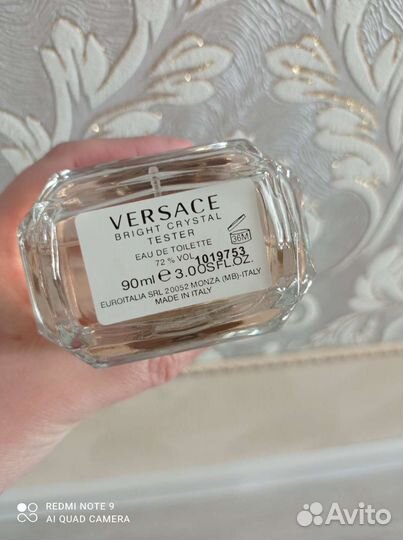 VERSACE
BRIGHT CRYSTAL
TESTER
EAU DE TOILETTE
72 % VOL 1019753
36M
90ml e 3.00SFL.OZ.
EUROITALIA SRL 20052 MONZA (MB)-ITALY
MADE IN ITALY
REDMI NOTE 9
AI QUAD CAMERA
Avito